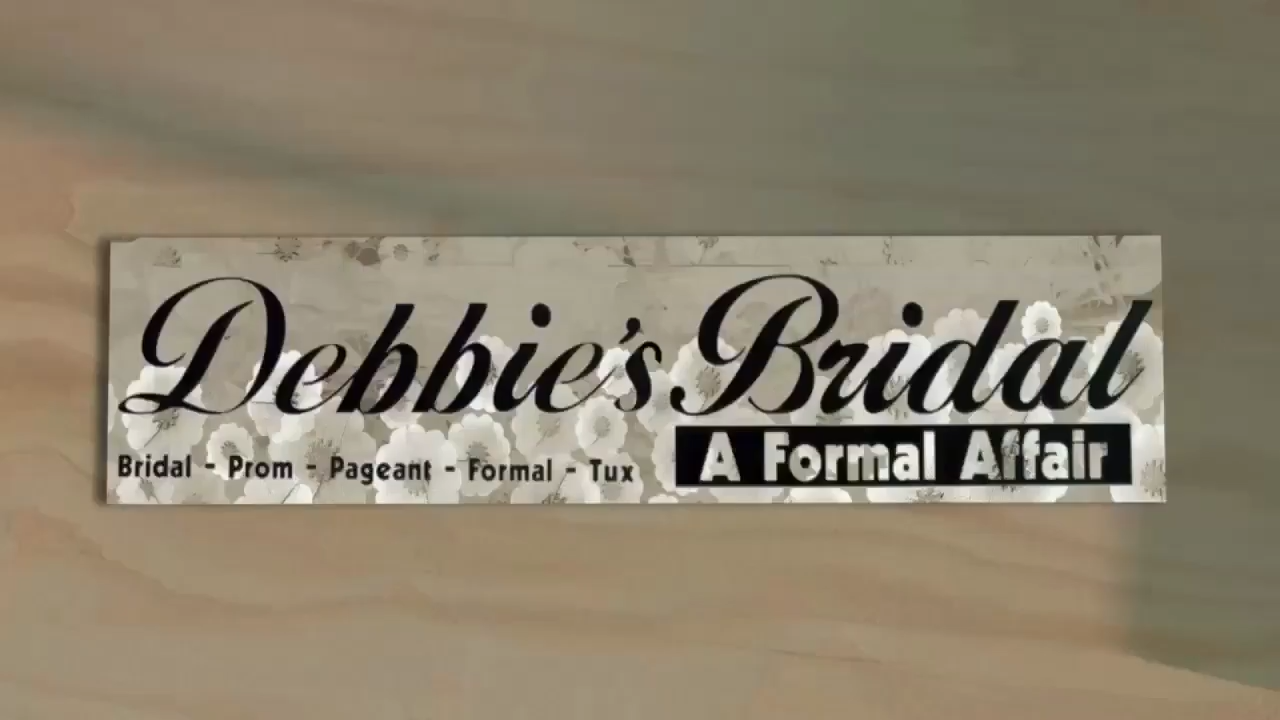 Debbie's Bridal
Bridal - Prom - Pageant - Formal - Tux
A Formal Affair